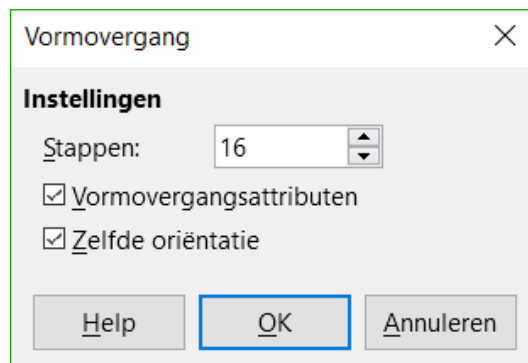 Vormovergang
Instellingen
Stappen: 16
Vormovergangsattributen
Zelfde oriëntatie
Help OK Annuleren